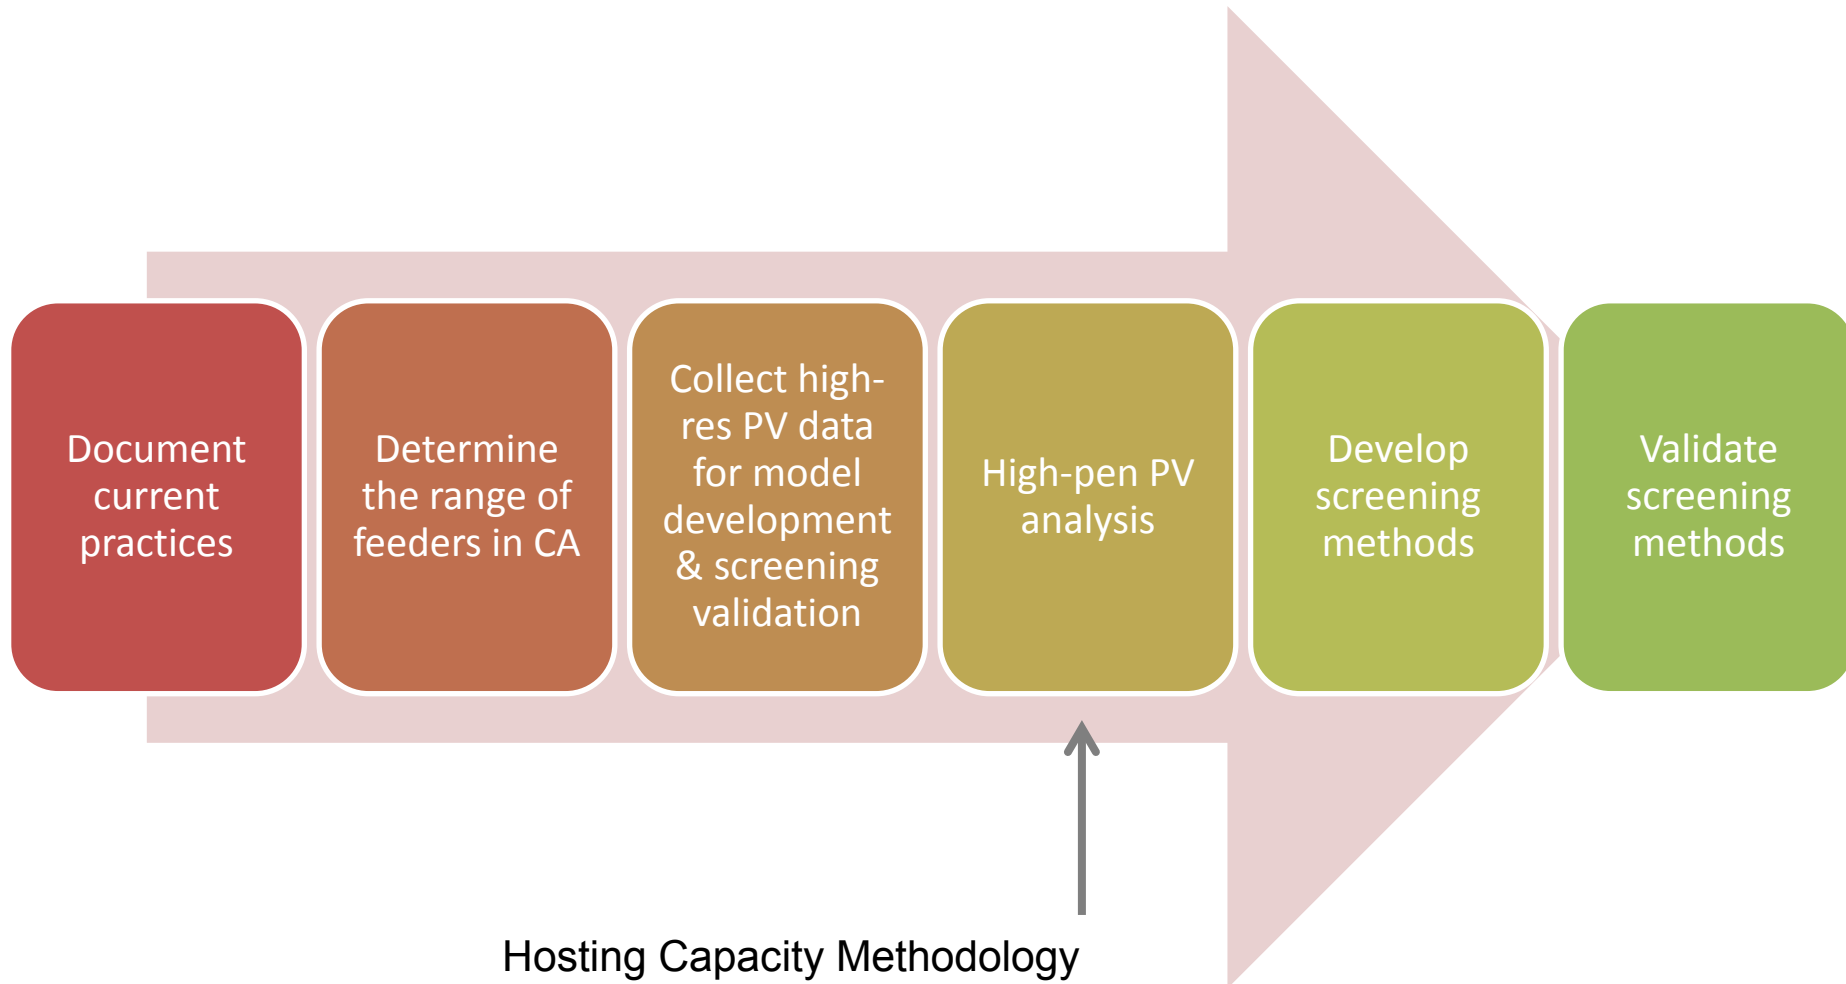 Document
current
practices
Determine
the range of
feeders in CA
Collect high-
res PV data
for model
development
& screening
validation
High-pen PV
analysis
Develop
screening
methods
Validate
screening
methods
Hosting Capacity Methodology